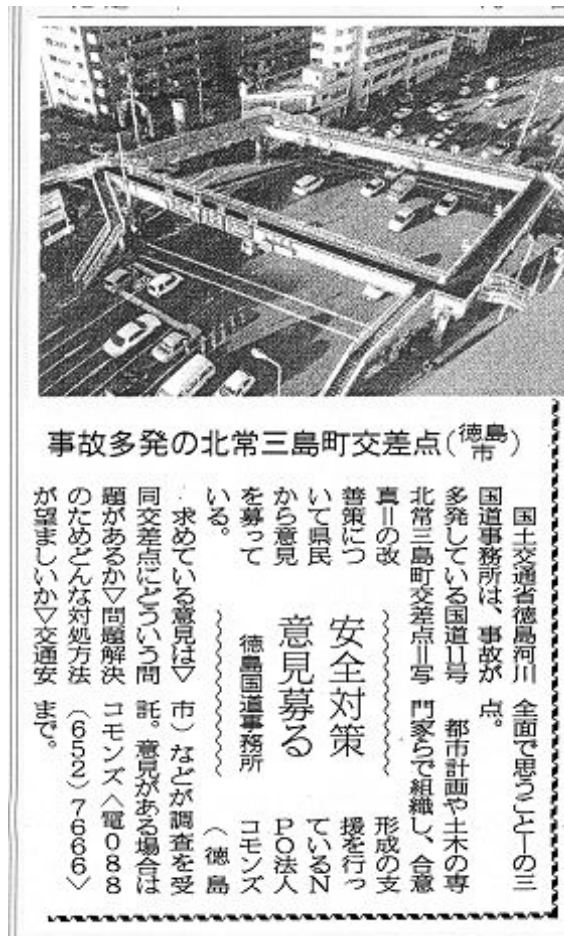 事故多発の北常三島町交差点(徳島市)
安全対策
意見募る
徳島国道事務所
国土交通省徳島河川
国道事務所は、事故が
多発している国道11号
北常三島町交差点=写
真=の改
善策につ
いて県民
から意見
を募って
いる。
求めている意見は▽
同交差点にどういう問
題があるか▽問題解決
のためどんな対処方法
が望ましいか▽交通安
全面で思うこと―の三
点。
都市計画や土木の専
門家らで組織し、合意
形成の支
援を行っ
ているN
PO法人
コモンズ
(徳島
市)などが調査を受
託。意見がある場合は
コモンズ〈電088
(652)7666〉
まで。